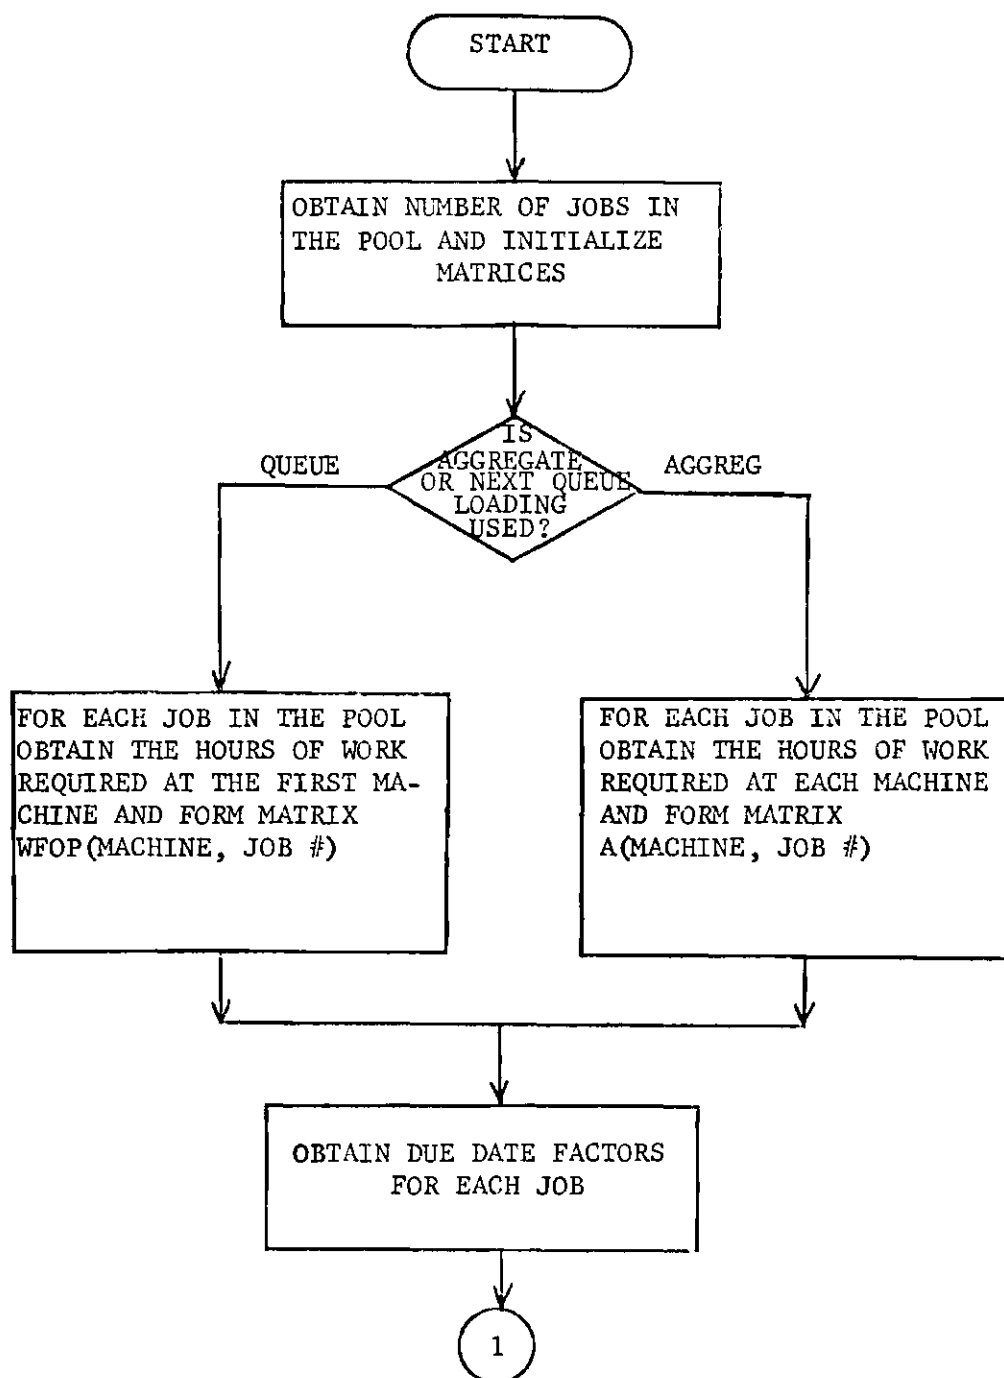 START
OBTAIN NUMBER OF JOBS IN
THE POOL AND INITIALIZE
MATRICES
IS
AGGREGATE
OR NEXT QUEUE
LOADING
USED?
QUEUE
AGGREG
FOR EACH JOB IN THE POOL
OBTAIN THE HOURS OF WORK
REQUIRED AT THE FIRST MA-
CHINE AND FORM MATRIX
WFOP(MACHINE, JOB #)
FOR EACH JOB IN THE POOL
OBTAIN THE HOURS OF WORK
REQUIRED AT EACH MACHINE
AND FORM MATRIX
A(MACHINE, JOB #)
OBTAIN DUE DATE FACTORS
FOR EACH JOB
1